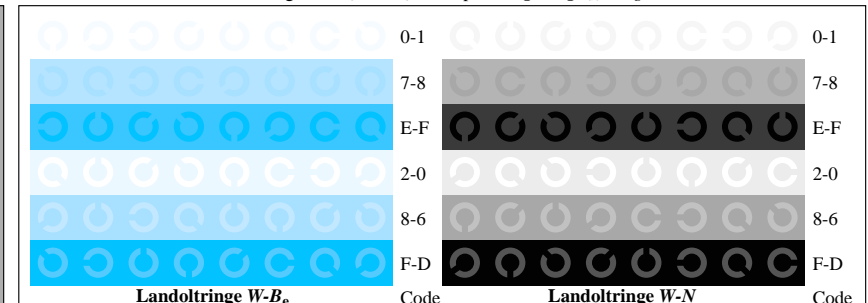 0-1 0-1
7-8 7-8
E-F E-F
2-0 2-0
8-6 8-6
F-D F-D
Landoltringe W-Be Code Landoltringe W-N Code